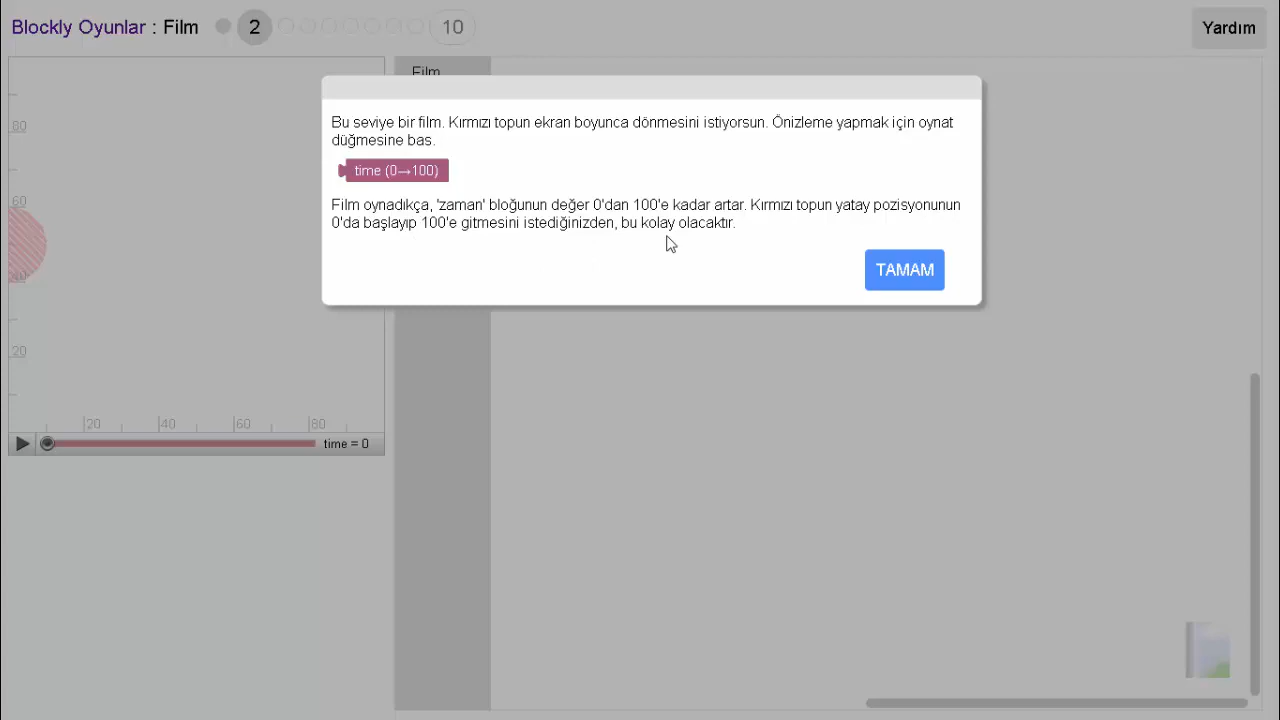 Blockly Oyunlar : Film 2 10
Yardım
Film
Bu seviye bir film. Kırmızı topun ekran boyunca dönmesini istiyorsun. Önizleme yapmak için oynat
düğmesine bas.
time (0→100)
Film oynadıkça, 'zaman' bloğunun değer 0'dan 100'e kadar artar. Kırmızı topun yatay pozisyonunun
0'da başlayıp 100'e gitmesini istediğinizden, bu kolay olacaktır.
TAMAM
80
60
40
20
20 40 60 80
time = 0